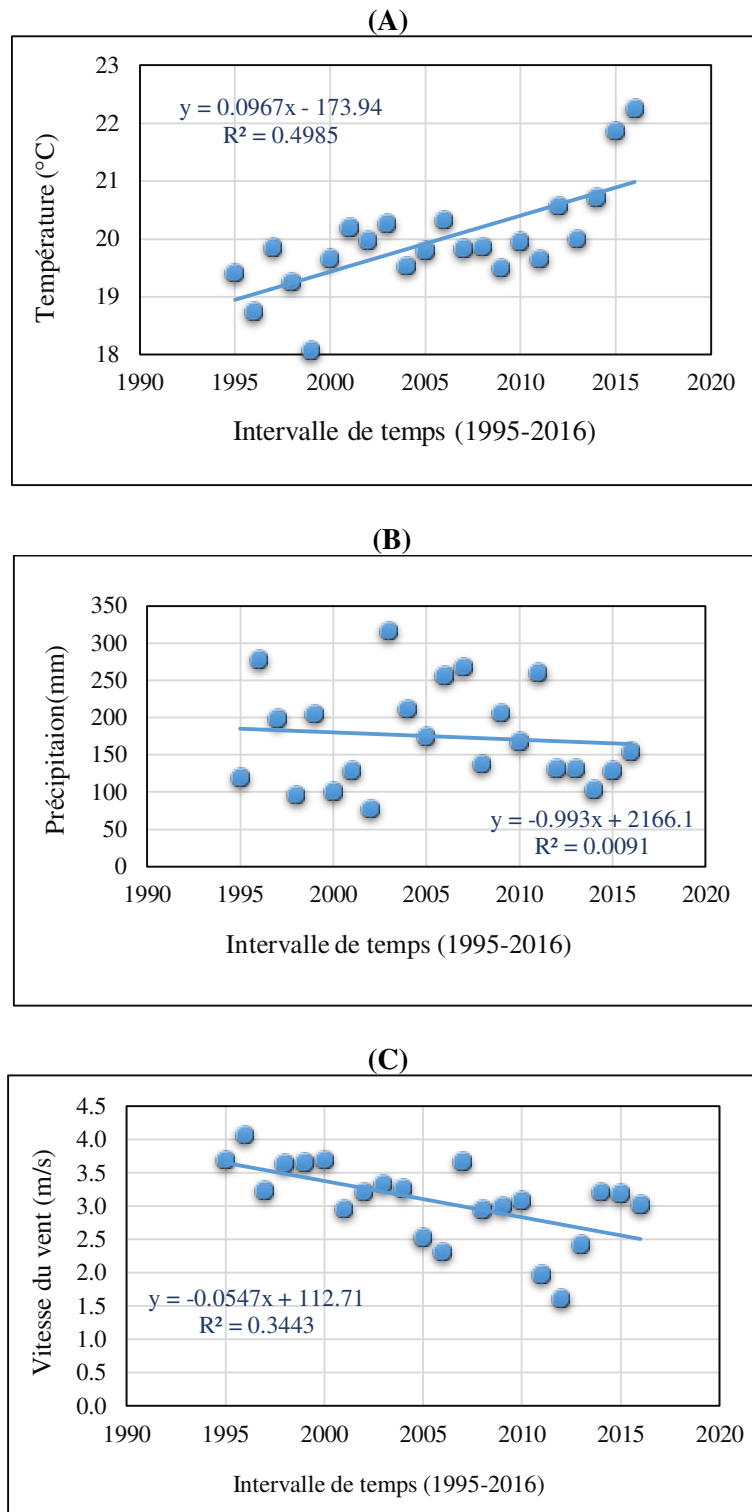 (A)
23
22
21
20
19
18
y = 0.0967x - 173.94
R² = 0.4985
Température (°C)
1990 1995 2000 2005 2010 2015 2020
Intervalle de temps (1995-2016)
(B)
350
300
250
200
150
100
50
0
Précipitaion(mm)
y = -0.993x + 2166.1
R² = 0.0091
1990 1995 2000 2005 2010 2015 2020
Intervalle de temps (1995-2016)
(C)
4.5
4.0
3.5
3.0
2.5
2.0
1.5
1.0
0.5
0.0
Vitesse du vent (m/s)
y = -0.0547x + 112.71
R² = 0.3443
1990 1995 2000 2005 2010 2015 2020
Intervalle de temps (1995-2016)